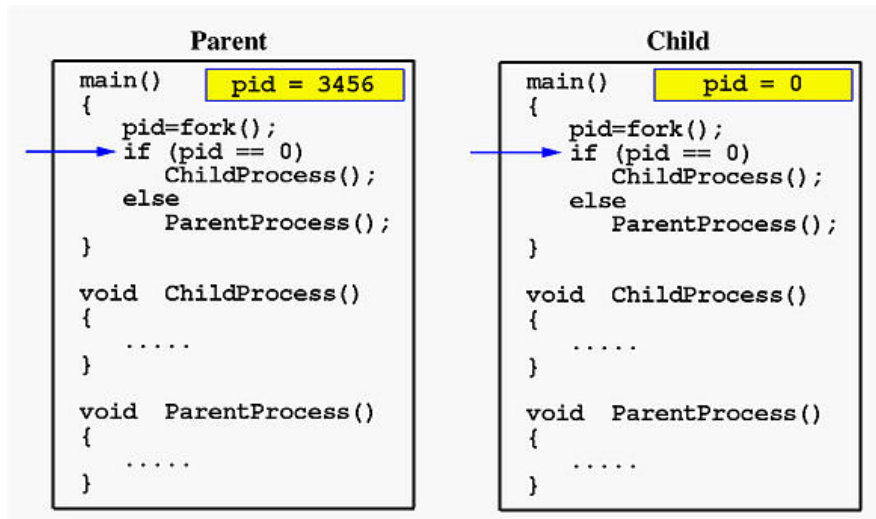 Parent
main()
pid = 3456
{
pid=fork();
if (pid == 0)
ChildProcess();
else
ParentProcess();
}
void ChildProcess()
{
.....
}
void ParentProcess()
{
.....
}
Child
main()
pid = 0
{
pid=fork();
if (pid == 0)
ChildProcess();
else
ParentProcess();
}
void ChildProcess()
{
.....
}
void ParentProcess()
{
.....
}